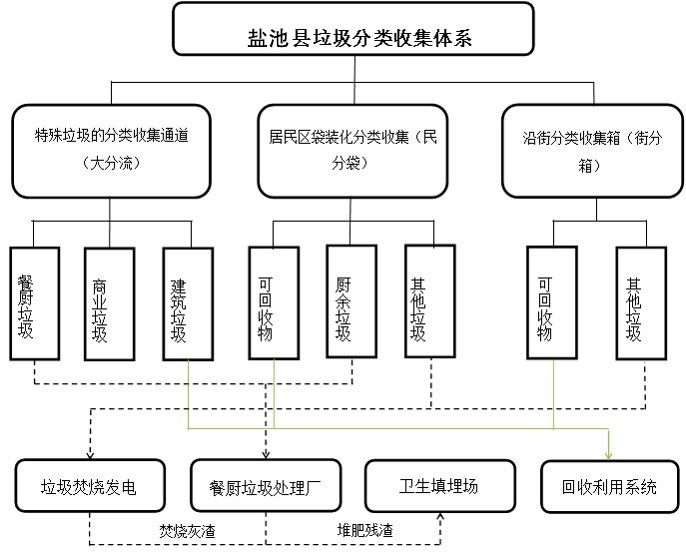 盐池县垃圾分类收集体系
特殊垃圾的分类收集通道
（大分流）
居民区袋装化分类收集（民
分袋）
沿街分类收集箱（街分
箱）
餐厨垃圾
商业垃圾
建筑垃圾
可回收物
厨余垃圾
其他垃圾
可回收物
其他垃圾
垃圾焚烧发电
餐厨垃圾处理厂
卫生填埋场
回收利用系统
焚烧灰渣
堆肥残渣